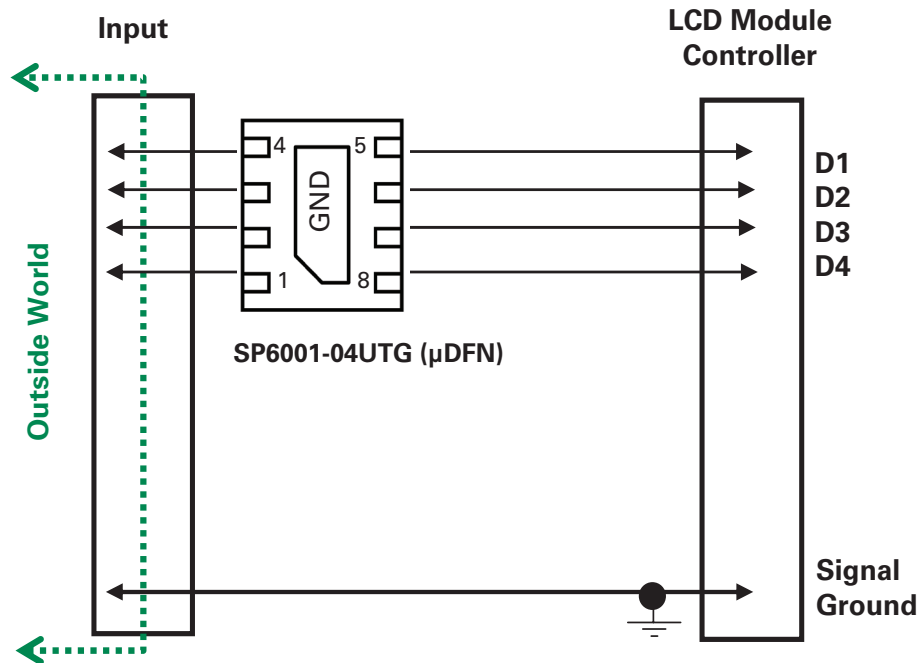 Input
LCD Module
Controller
Outside World
4
5
GND
1
8
D1
D2
D3
D4
SP6001-04UTG (µDFN)
Signal
Ground